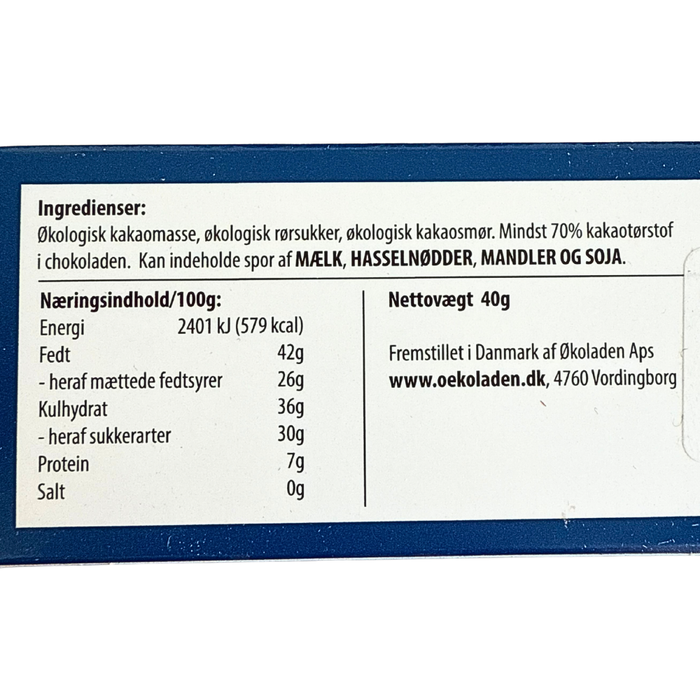 Ingredienser:
Økologisk kakaomasse, økologisk rørsukker, økologisk kakaosmør. Mindst 70% kakaotørstof
i chokoladen. Kan indeholde spor af MÆLK, HASSELNØDDER, MANDLER OG SOJA.
Næringsindhold/100g:
Energi 2401 kJ (579 kcal)
Fedt 42g
- heraf mættede fedtsyrer 26g
Kulhydrat 36g
- heraf sukkerarter 30g
Protein 7g
Salt 0g
Nettovægt 40g
Fremstillet i Danmark af Økoladen Aps
www.oekoladen.dk, 4760 Vordingborg